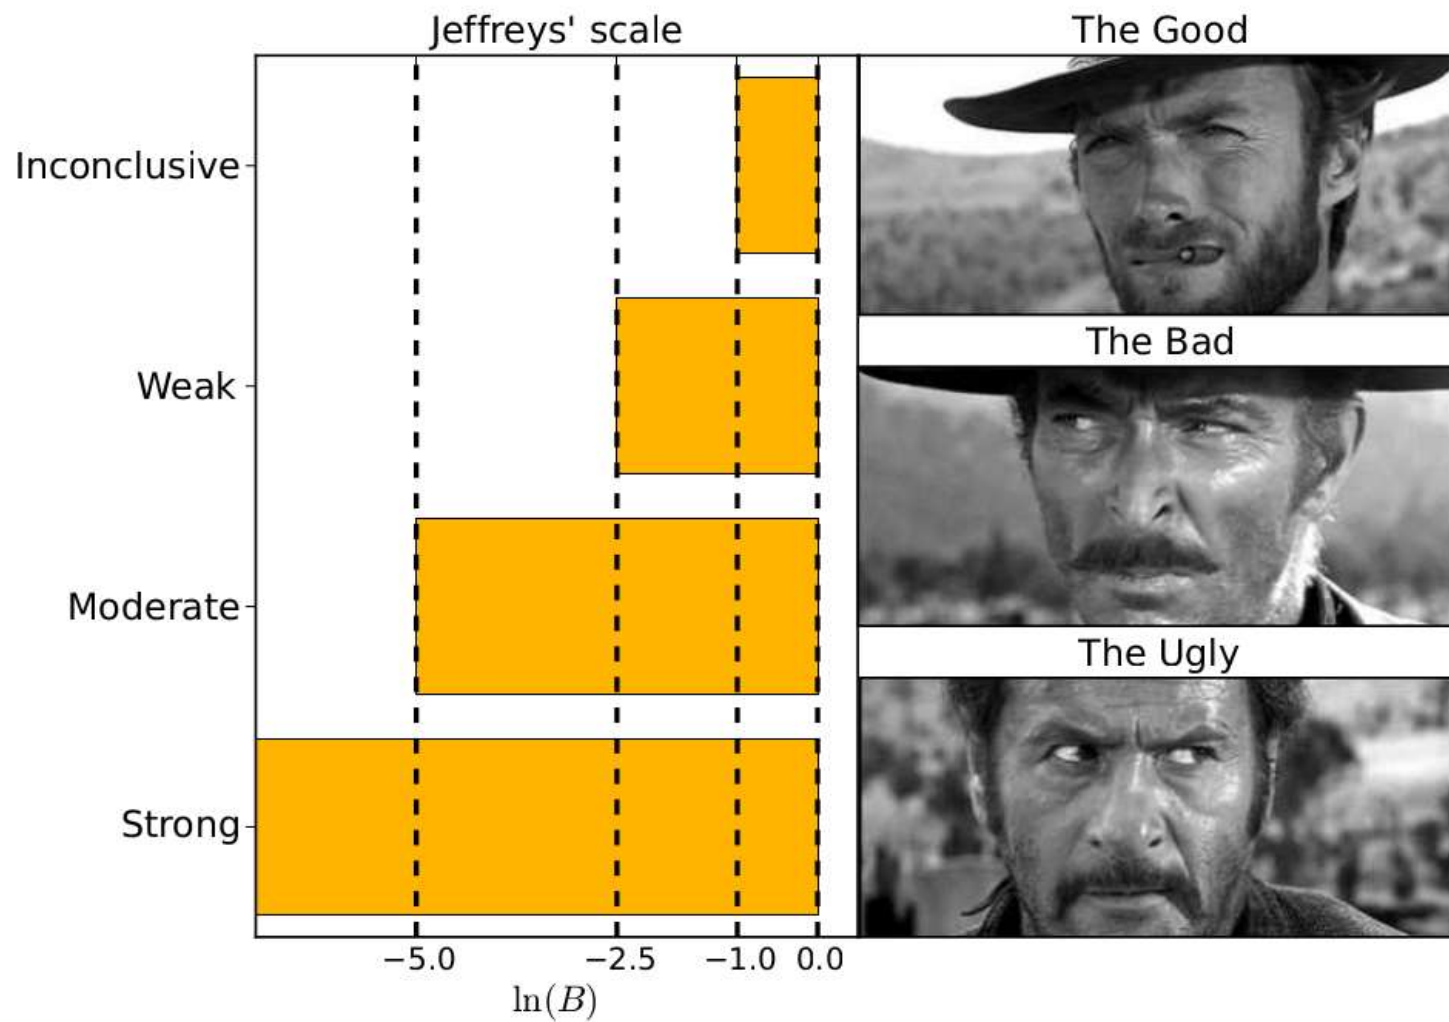 Jeffreys' scale
Inconclusive
Weak
Moderate
Strong
−5.0
−2.5
−1.0
0.0
ln(B)
The Good
The Bad
The Ugly